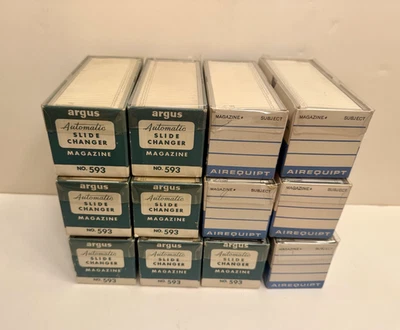 argus
Automatic
SLIDE
CHANGER
MAGAZINE
NO. 593
argus
Automatic
SLIDE
CHANGER
MAGAZINE
NO. 593
MAGAZINE # SUBJECT
AIREQUIPT
MAGAZINE # SUBJECT
AIREQUIPT
argus
Automatic
SLIDE
CHANGER
MAGAZINE
NO. 593
argus
Automatic
SLIDE
CHANGER
MAGAZINE
NO. 593
MAGAZINE # SUBJECT
AIREQUIPT
MAGAZINE # SUBJECT
AIREQUIPT
argus
Automatic
SLIDE
CHANGER
MAGAZINE
NO. 593
argus
Automatic
SLIDE
CHANGER
MAGAZINE
NO. 593
argus
Automatic
SLIDE
CHANGER
MAGAZINE
NO. 593
MAGAZINE # SUBJECT
AIREQUIPT